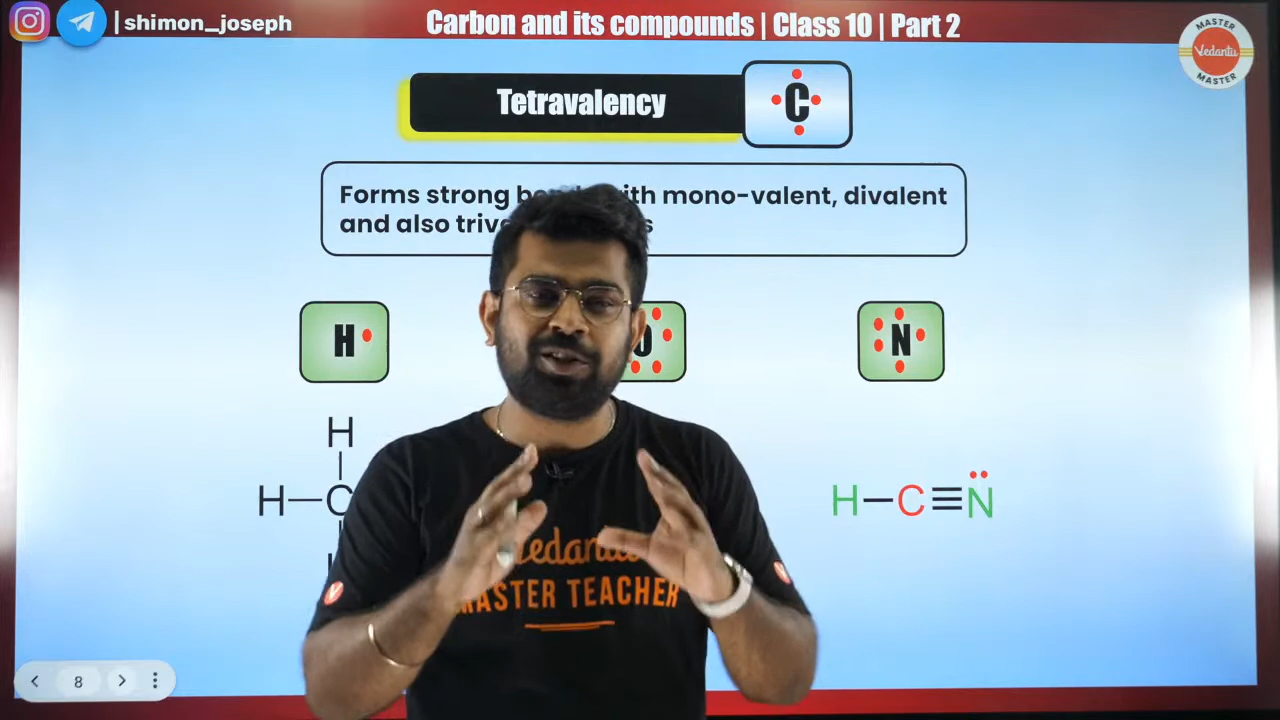 |shimon_joseph
Carbon and its compounds | Class 10 | Part 2
MASTER
Vedantu
MASTER
Tetravalency
C
Forms strong with mono-valent, divalent
and also
H
N
H
H—C
H—C≡N
Vedantu
MASTER TEACHER
8